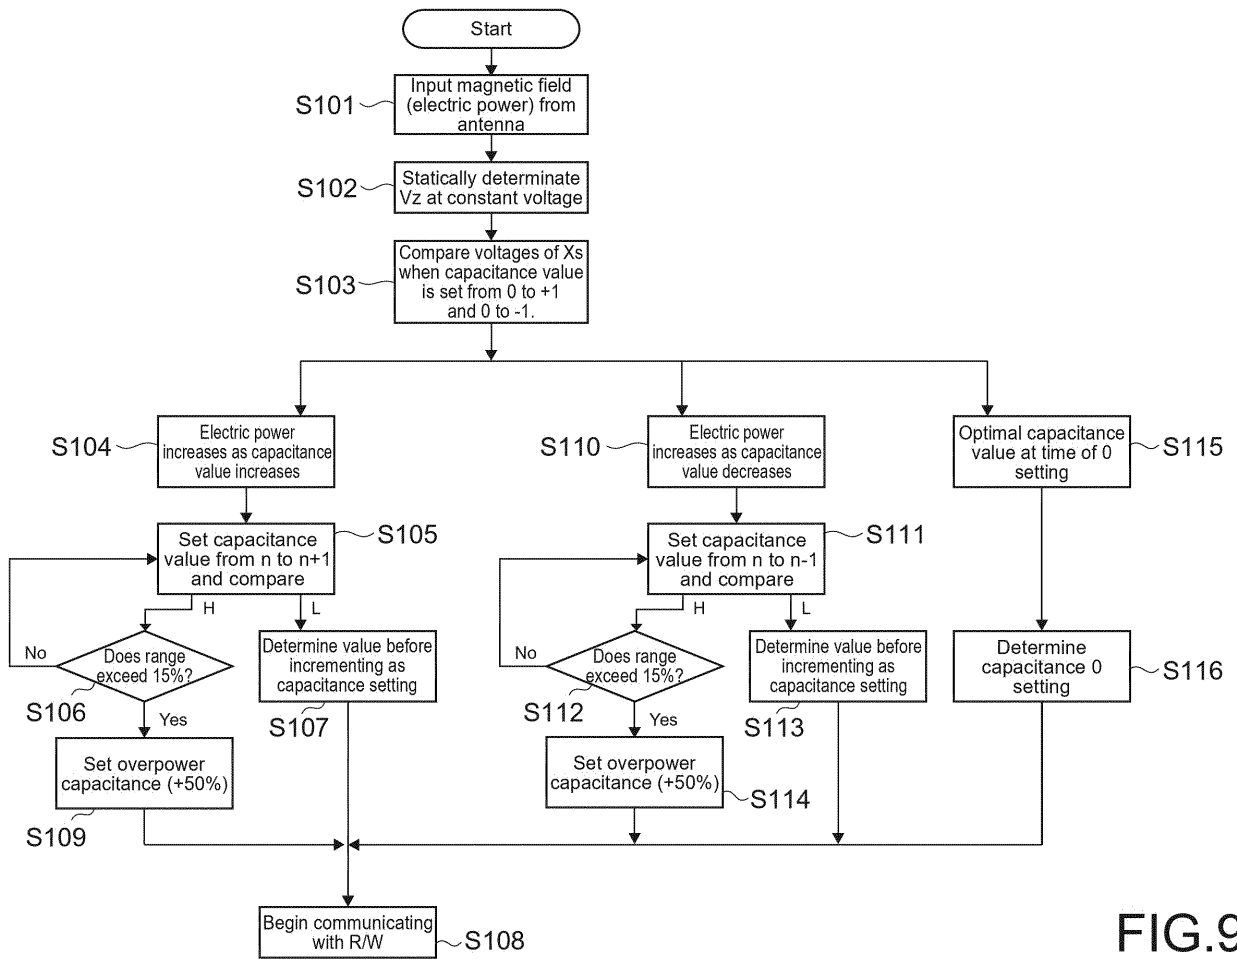 Start
S101
Input magnetic field
(electric power) from
antenna
S102
Statically determinate
Vz at constant voltage
S103
Compare voltages of Xs
when capacitance value
is set from 0 to +1
and 0 to -1.
S104
Electric power
increases as capacitance
value increases
S110
Electric power
increases as capacitance
value decreases
Optimal capacitance
value at time of 0
setting
S115
Set capacitance
value from n to n+1
and compare
S105
Set capacitance
value from n to n-1
and compare
S111
H
L
H
L
No
Does range
exceed 15%?
S106
Yes
Determine value before
incrementing as
capacitance setting
S107
No
Does range
exceed 15%?
S112
Yes
Determine value before
incrementing as
capacitance setting
S113
Determine
capacitance 0
setting
S116
Set overpower
capacitance (+50%)
S109
Set overpower
capacitance (+50%)
S114
Begin communicating
with R/W
S108
FIG.9